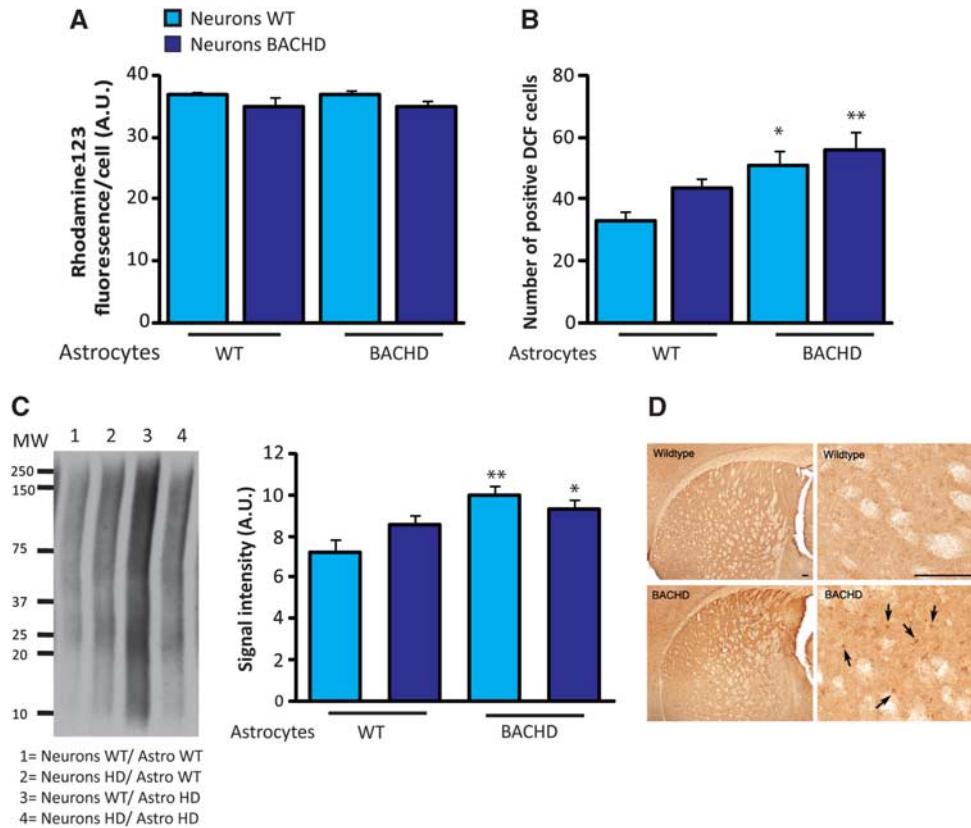 A
Neurons WT
Neurons BACHD
Rhodamine-123
fluorescence/cell (A.U.)
40
30
20
10
0
Astrocytes
WT
BACHD
B
Number of positive DCF ceclls
80
60
40
20
0
*
**
Astrocytes
WT
BACHD
C
MW
1 2 3 4
250
150
75
37
25
20
10
1= Neurons WT/ Astro WT
2= Neurons HD/ Astro WT
3= Neurons WT/ Astro HD
4= Neurons HD/ Astro HD
Signal intensity (A.U.)
12
10
8
6
4
2
0
**
*
Astrocytes
WT
BACHD
D
Wildtype
Wildtype
BACHD
BACHD